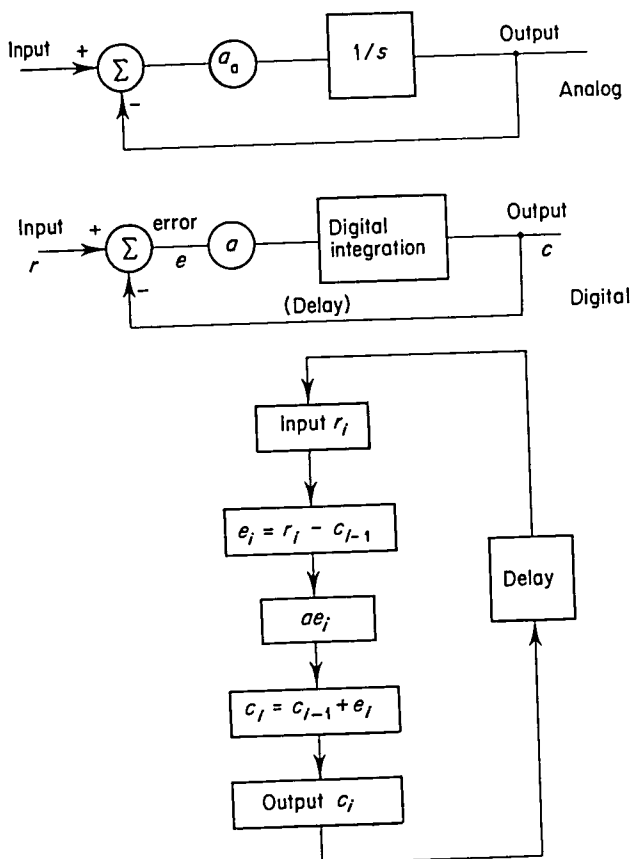 Input
+
Σ
-
a_a
1/s
Output
Analog
Input
r
+
Σ
-
error
e
a
Digital
integration
Output
c
(Delay)
Digital
Input r_i
e_i = r_i - c_{i-1}
ae_i
c_i = c_{i-1} + e_i
Output c_i
Delay